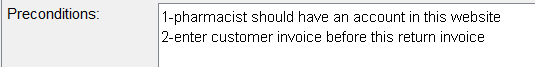 Preconditions:
1-pharmacist should have an account in this website
2-enter customer invoice before this return invoice